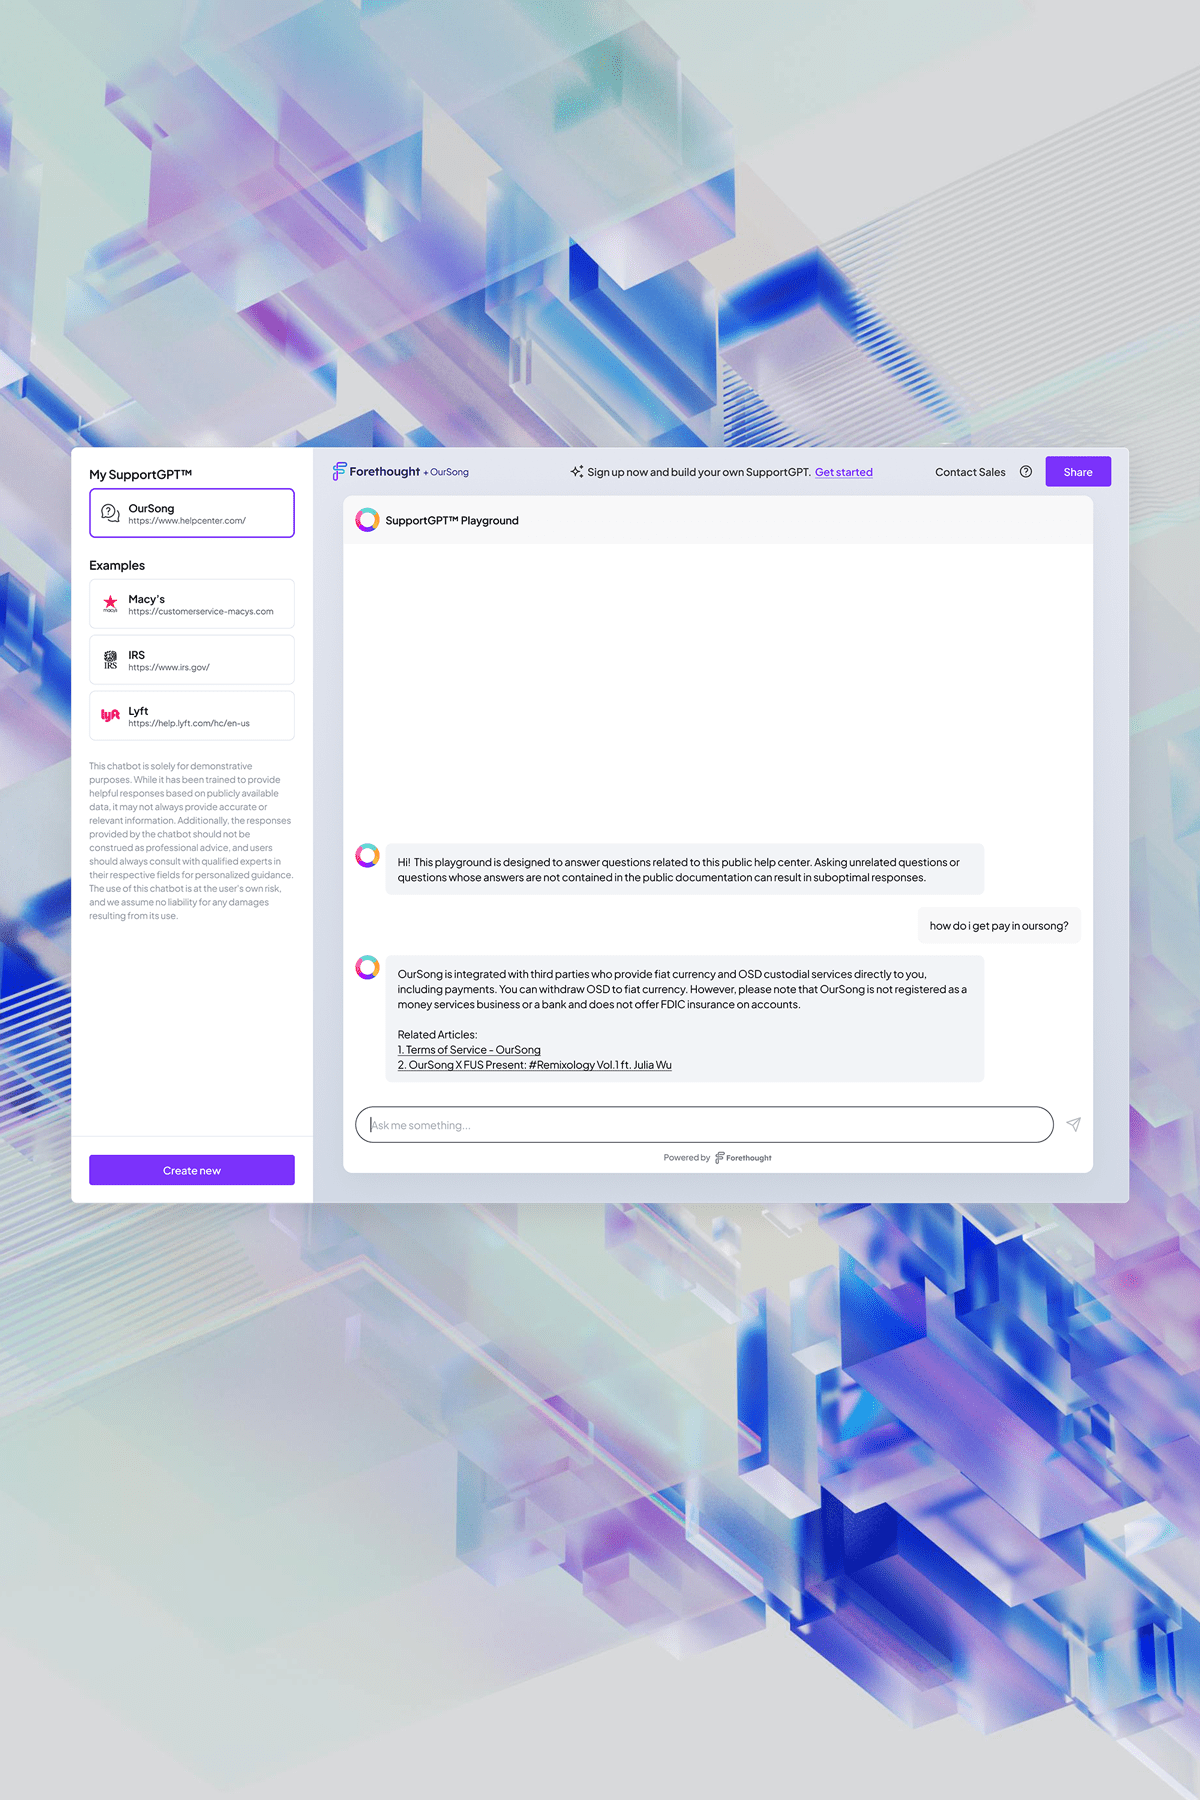 My SupportGPT™
OurSong
https://www.helpcenter.com/
Examples
Macy's
https://customerservice-macys.com
macys
IRS
https://www.irs.gov/
IRS
Lyft
https://help.lyft.com/hc/en-us
lyft
This chatbot is solely for demonstrative
purposes. While it has been trained to provide
helpful responses based on publicly available
data, it may not always provide accurate or
relevant information. Additionally, the responses
provided by the chatbot should not be
construed as professional advice, and users
should always consult with qualified experts in
their respective fields for personalized guidance.
The use of this chatbot is at the user's own risk,
and we assume no liability for any damages
resulting from its use.
Create new
Forethought + OurSong
Sign up now and build your own SupportGPT. Get started
Contact Sales
Share
SupportGPT™ Playground
Hi! This playground is designed to answer questions related to this public help center. Asking unrelated questions or
questions whose answers are not contained in the public documentation can result in suboptimal responses.
how do i get pay in oursong?
OurSong is integrated with third parties who provide fiat currency and OSD custodial services directly to you,
including payments. You can withdraw OSD to fiat currency. However, please note that OurSong is not registered as a
money services business or a bank and does not offer FDIC insurance on accounts.
Related Articles:
1. Terms of Service - OurSong
2. OurSong X FUS Present: #Remixology Vol.1 ft. Julia Wu
Ask me something...
Powered by Forethought